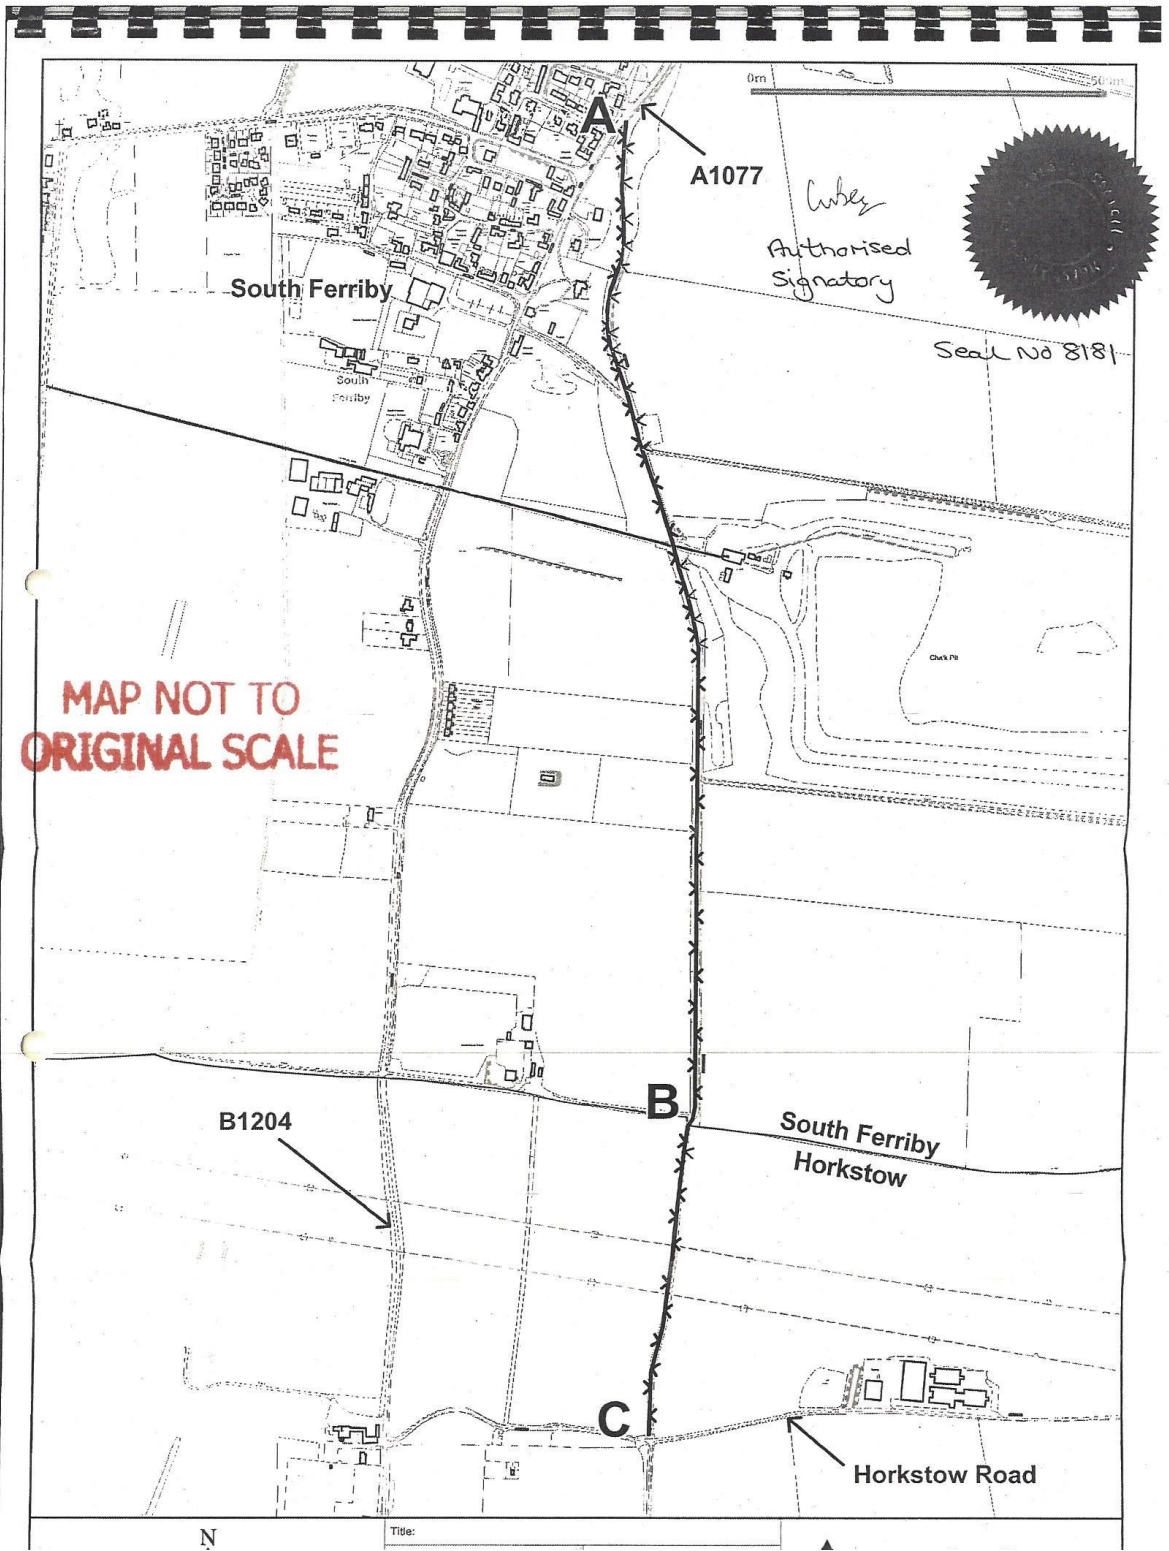 0m 500m
A
A1077
Authorised
Signatory
South Ferriby
Seal No 8181
South
Ferriby
Chalk Pit
MAP NOT TO
ORIGINAL SCALE
B
B1204
South Ferriby
Horkstow
C
Horkstow Road
N
Title: